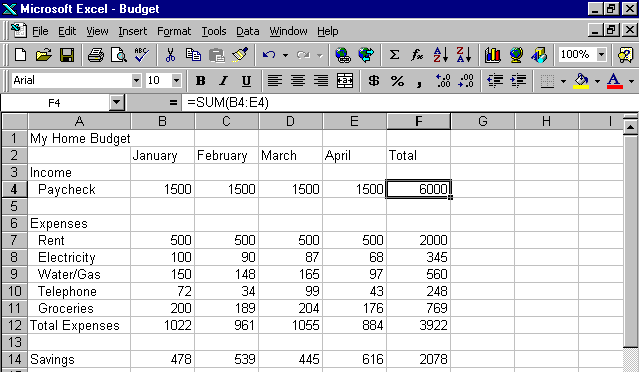 Microsoft Excel - Budget
File Edit View Insert Format Tools Data Window Help
ABC Σ fx A Z Z A 100%
Arial 10 B I U $ % , .0 .00 .00 .0 A
F4 = =SUM(B4:E4)
A B C D E F G H I
1 My Home Budget
2 January February March April Total
3 Income
4 Paycheck 1500 1500 1500 1500 6000
5
6 Expenses
7 Rent 500 500 500 500 2000
8 Electricity 100 90 87 68 345
9 Water/Gas 150 148 165 97 560
10 Telephone 72 34 99 43 248
11 Groceries 200 189 204 176 769
12 Total Expenses 1022 961 1055 884 3922
13
14 Savings 478 539 445 616 2078